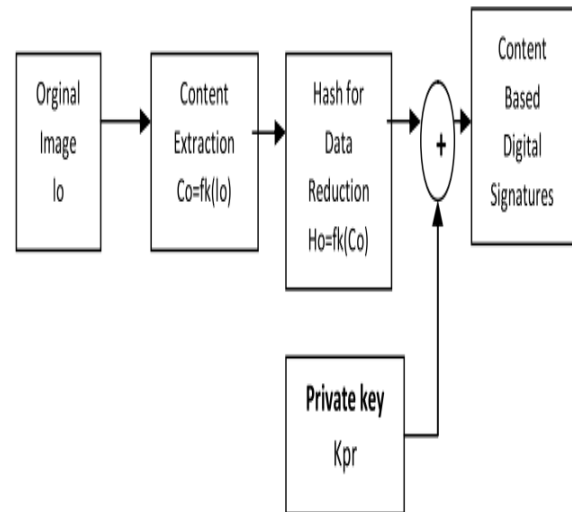 Orginal
Image
Io
Content
Extraction
Co=fk(Io)
Hash for
Data
Reduction
Ho=fk(Co)
+
Content
Based
Digital
Signatures
Private key
Kpr